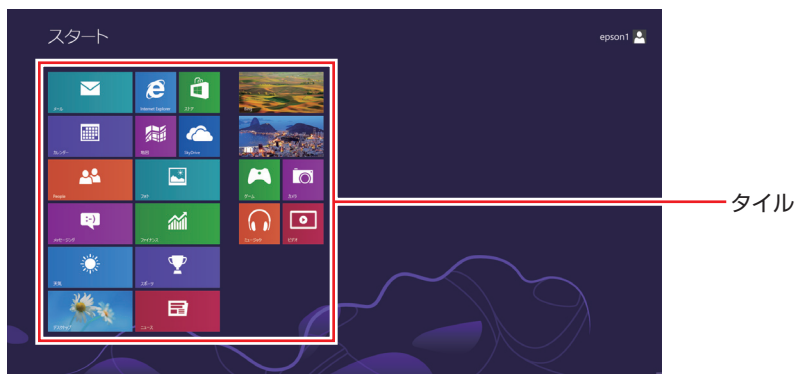 スタート
epson1
メール
Internet Explorer
ストア
カレンダー
地図
SkyDrive
People
フォト
ゲーム
カメラ
メッセージング
ファイナンス
ミュージック
ビデオ
天気
スポーツ
デスクトップ
ニュース
タイル